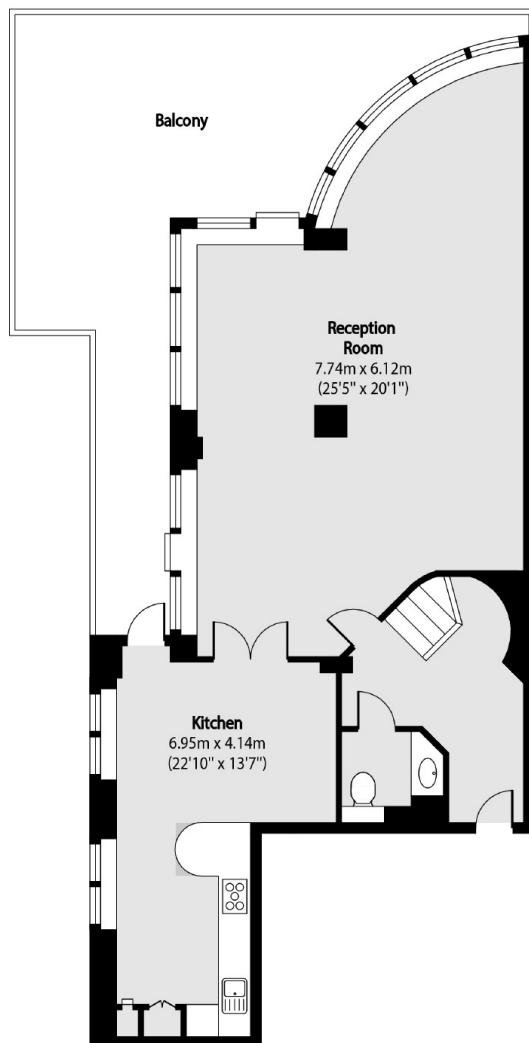 Balcony
Reception
Room
7.74m x 6.12m
(25'5" x 20'1")
Kitchen
6.95m x 4.14m
(22'10" x 13'7")